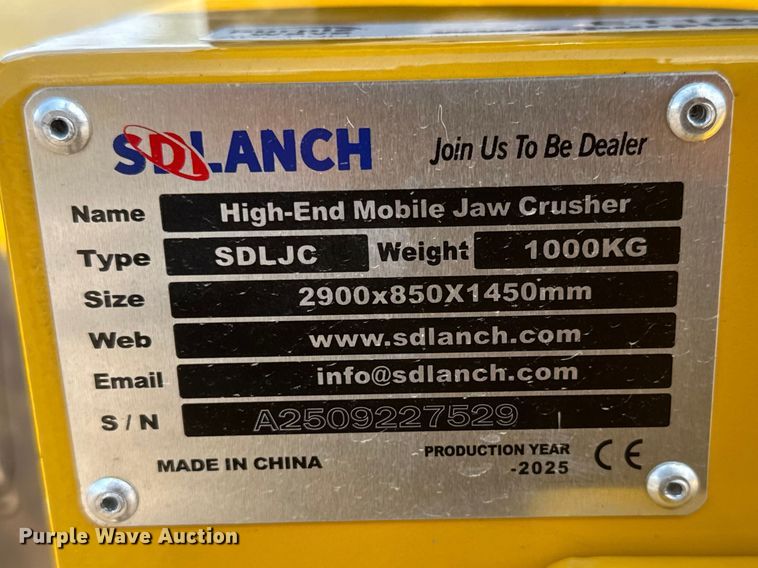 SDLANCH Join Us To Be Dealer
Name High-End Mobile Jaw Crusher
Type SDLJC Weight 1000KG
Size 2900x850X1450mm
Web www.sdlanch.com
Email info@sdlanch.com
S/N A2509227529
MADE IN CHINA PRODUCTION YEAR -2025 CE
Purple Wave Auction